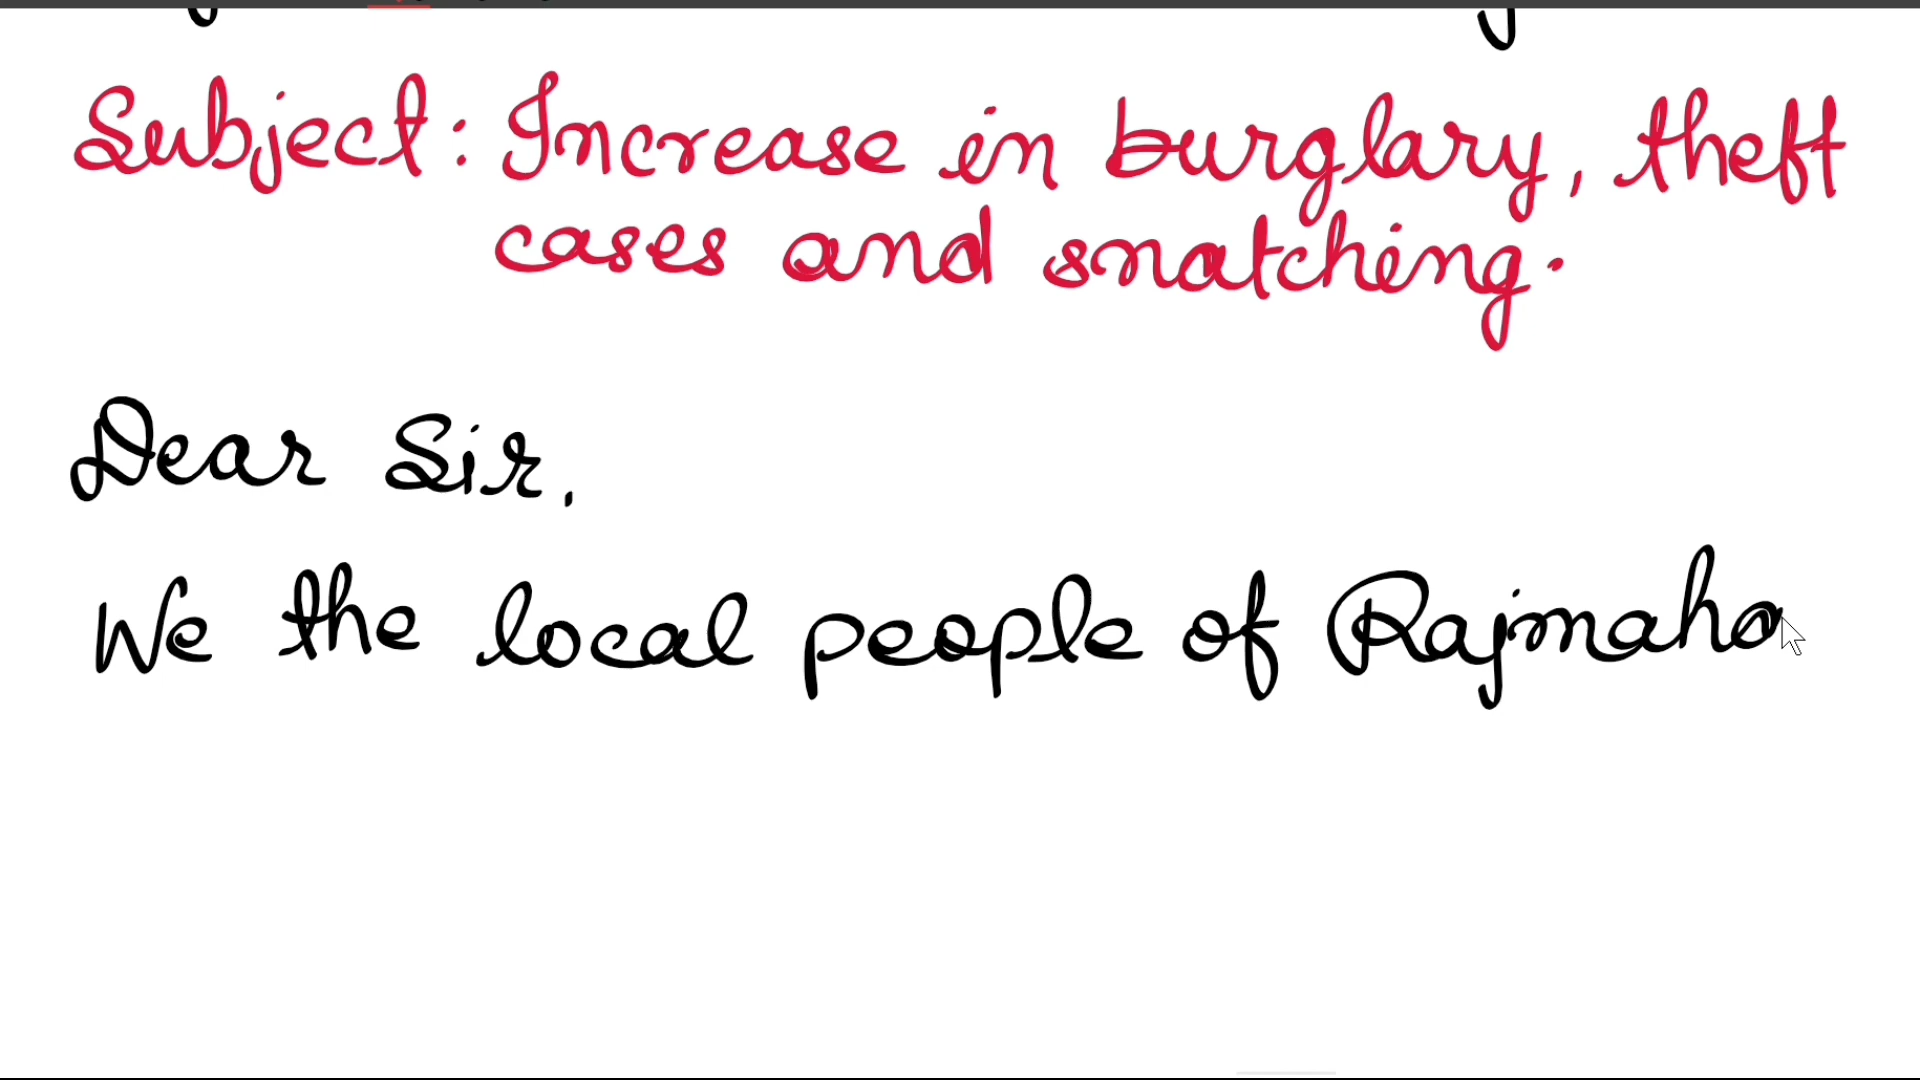 Subject: Increase in burglary, theft
cases and snatching.
Dear Sir,
We the local people of Rajmaha